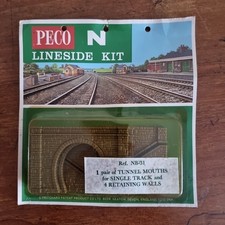 PECO N
LINESIDE KIT
Ref. NB-31
1 pair of TUNNEL MOUTHS
for SINGLE TRACK and
4 RETAINING WALLS